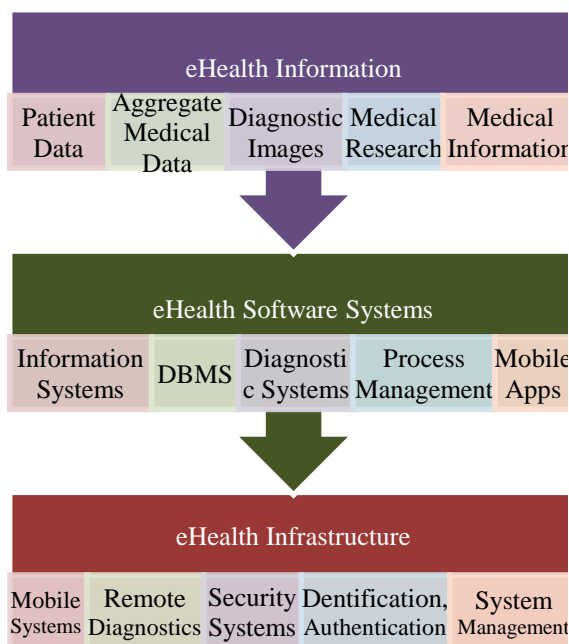 eHealth Information
Patient Data
Aggregate Medical Data
Diagnostic Images
Medical Research
Medical Information
eHealth Software Systems
Information Systems
DBMS
Diagnosti
c Systems
Process Management
Mobile Apps
eHealth Infrastructure
Mobile Systems
Remote Diagnostics
Security Systems
Dentification, Authentication
System Management